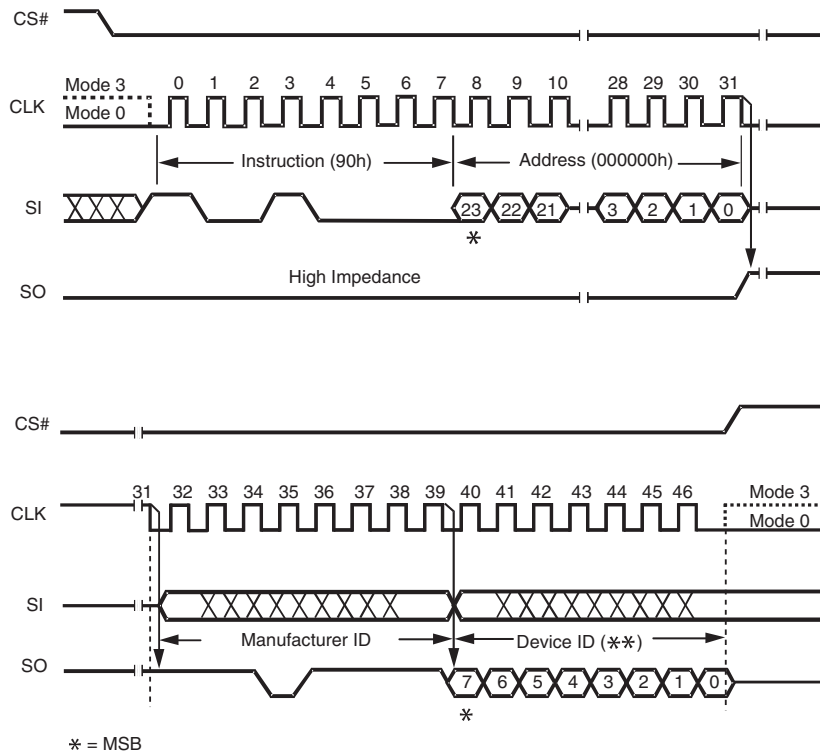 CS#
Mode 3
0 1 2 3 4 5 6 7 8 9 10 28 29 30 31
CLK
Mode 0
Instruction (90h) Address (000000h)
SI
23 22 21 3 2 1 0
*
High Impedance
SO
CS#
31 32 33 34 35 36 37 38 39 40 41 42 43 44 45 46
Mode 3
CLK
Mode 0
SI
Manufacturer ID Device ID (**)
SO
7 6 5 4 3 2 1 0
*
* = MSB